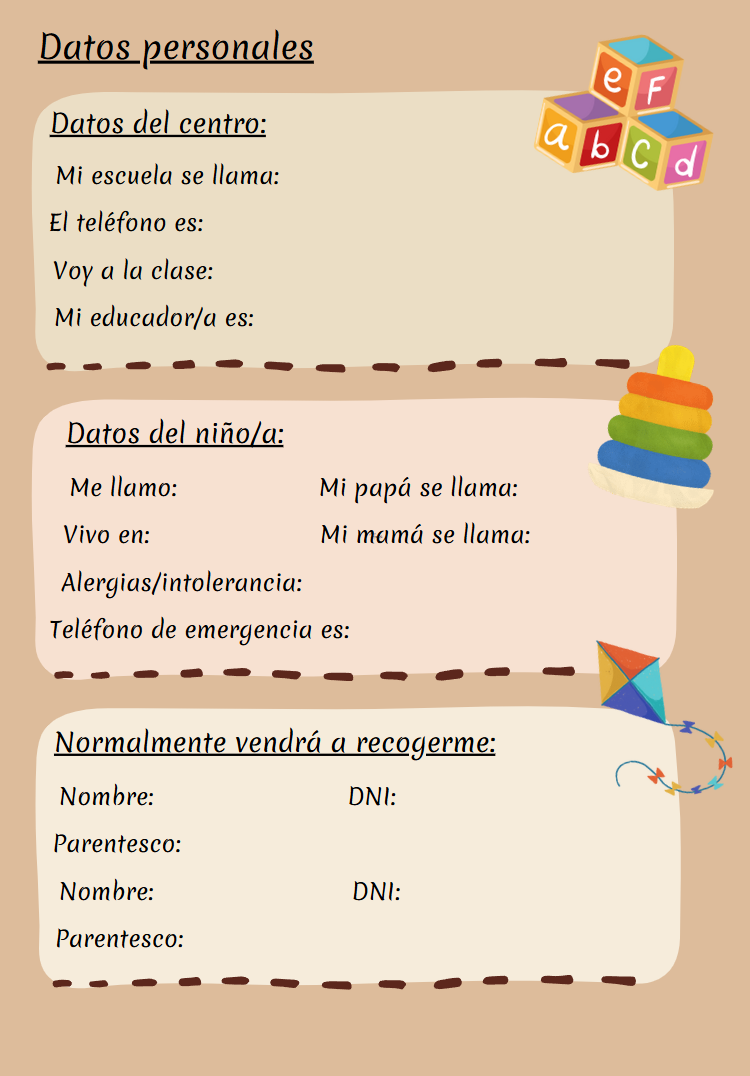 Datos personales
e F
a b c d
Datos del centro:
Mi escuela se llama:
El teléfono es:
Voy a la clase:
Mi educador/a es:
Datos del niño/a:
Me llamo: Mi papá se llama:
Vivo en: Mi mamá se llama:
Alergias/intolerancia:
Teléfono de emergencia es:
Normalmente vendrá a recogerme:
Nombre: DNI:
Parentesco:
Nombre: DNI:
Parentesco: